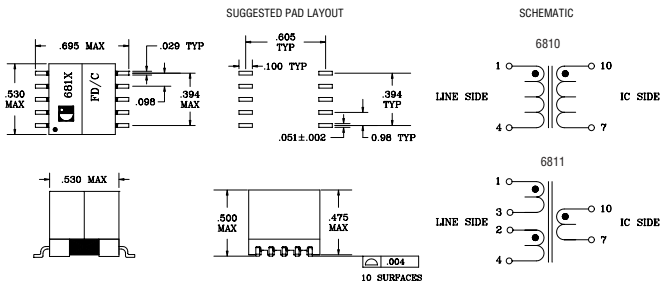 SUGGESTED PAD LAYOUT
SCHEMATIC
.695 MAX
.029 TYP
.530 MAX
681X
FD/C
.098
.394 MAX
.605 TYP
.100 TYP
.394 TYP
.051±.002
0.98 TYP
6810
1
10
LINE SIDE
IC SIDE
4
7
6811
1
3
10
LINE SIDE
2
IC SIDE
7
4
.530 MAX
.500 MAX
.475 MAX
.004
10 SURFACES